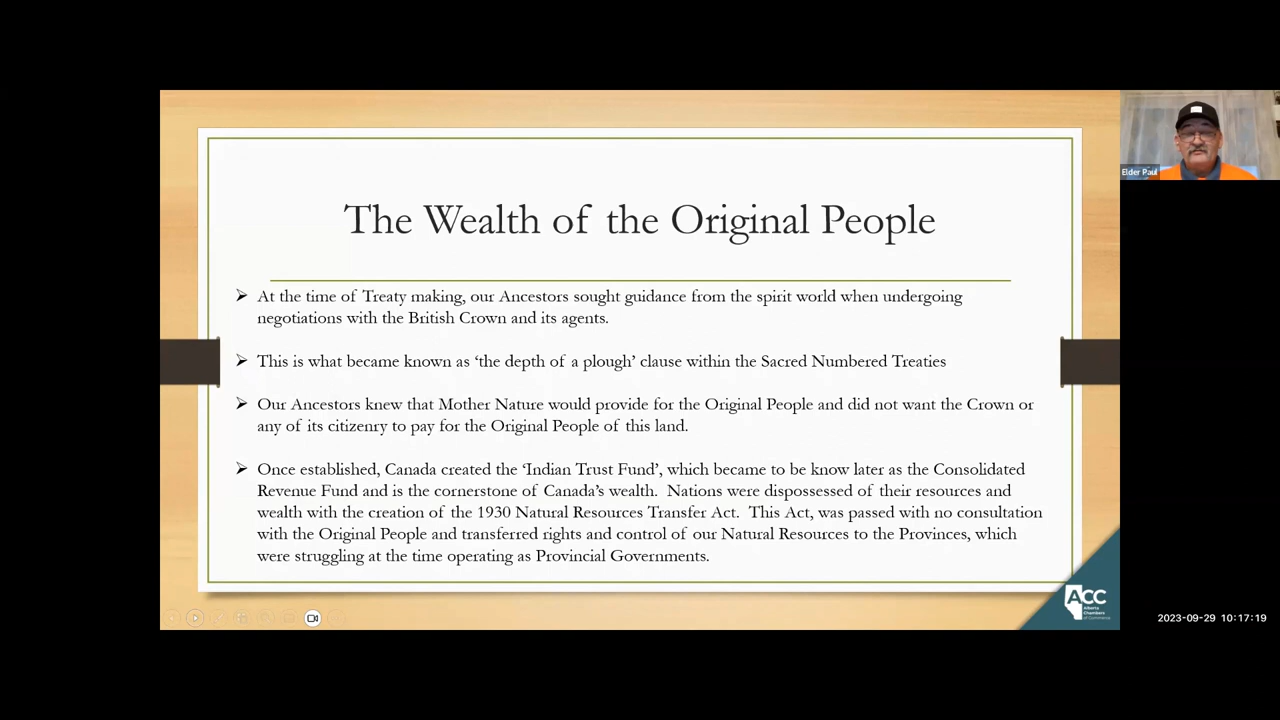 The Wealth of the Original People
At the time of Treaty making, our Ancestors sought guidance from the spirit world when undergoing
negotiations with the British Crown and its agents.
This is what became known as ‘the depth of a plough’ clause within the Sacred Numbered Treaties
Our Ancestors knew that Mother Nature would provide for the Original People and did not want the Crown or
any of its citizenry to pay for the Original People of this land.
Once established, Canada created the ‘Indian Trust Fund’, which became to be know later as the Consolidated
Revenue Fund and is the cornerstone of Canada’s wealth.  Nations were dispossessed of their resources and
wealth with the creation of the 1930 Natural Resources Transfer Act.  This Act, was passed with no consultation
with the Original People and transferred rights and control of our Natural Resources to the Provinces, which
were struggling at the time operating as Provincial Governments.
Elder Paul
ACC
Alberta
Chambers
of Commerce
2023-09-29 10:17:19